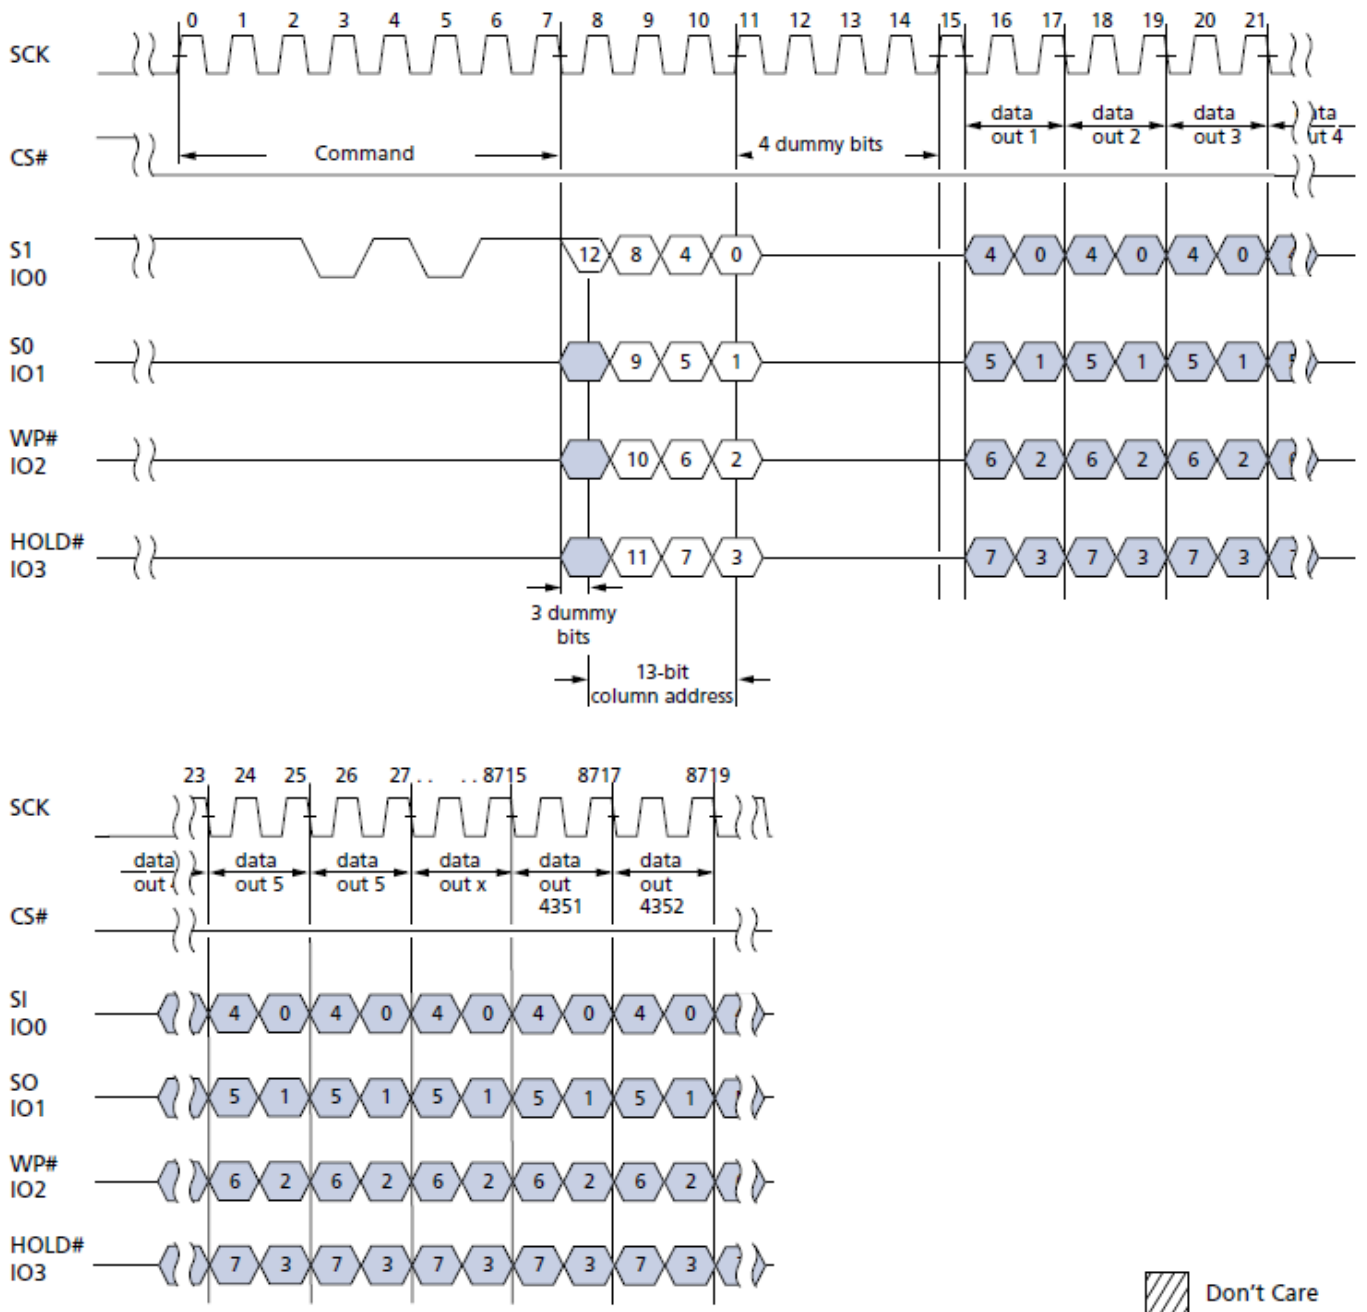 0 1 2 3 4 5 6 7 8 9 10 11 12 13 14 15 16 17 18 19 20 21
SCK
data data data
out 1 out 2 out 3 ut 4
4 dummy bits
Command
CS#
S1
IO0
12 8 4 0 4 0 4 0 4 0
S0
IO1
9 5 1 5 1 5 1 5 1
WP#
IO2
10 6 2 6 2 6 2 6 2
HOLD#
IO3
11 7 3 7 3 7 3 7 3
3 dummy
bits
13-bit
column address
23 24 25 26 27 . . . . 8715 8717 8719
SCK
data data data data data data
out out 5 out 5 out x out out
4351 4352
CS#
SI
IO0
4 0 4 0 4 0 4 0 4 0
SO
IO1
5 1 5 1 5 1 5 1 5 1
WP#
IO2
6 2 6 2 6 2 6 2 6 2
HOLD#
IO3
7 3 7 3 7 3 7 3 7 3
Don't Care